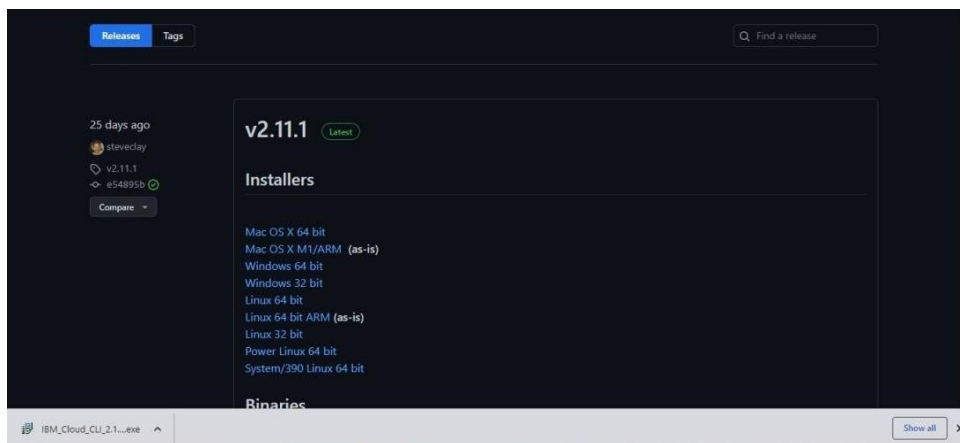 Releases Tags
Find a release
25 days ago
steveclay
v2.11.1
e54895b
Compare
v2.11.1 Latest
Installers
Mac OS X 64 bit
Mac OS X M1/ARM (as-is)
Windows 64 bit
Windows 32 bit
Linux 64 bit
Linux 64 bit ARM (as-is)
Linux 32 bit
Power Linux 64 bit
System/390 Linux 64 bit
Binaries
IBM_Cloud_CLI_2.1....exe
Show all